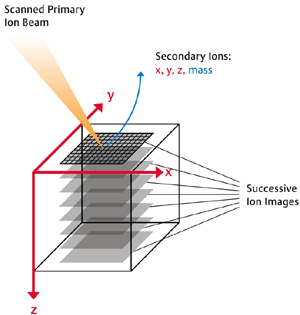 Scanned Primary
Ion Beam
Secondary Ions:
x, y, z, mass
y
x
Successive
Ion Images
z